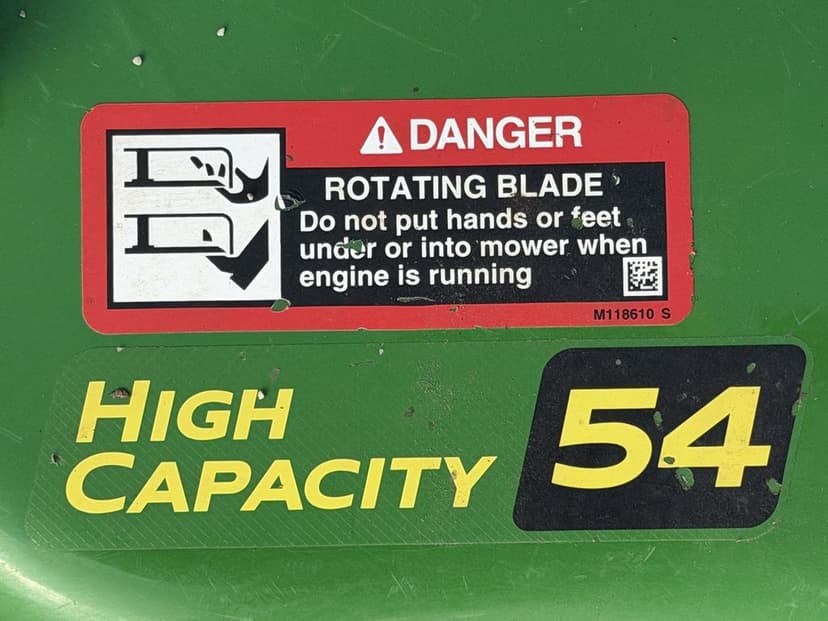 DANGER
ROTATING BLADE
Do not put hands or feet
under or into mower when
engine is running
M118610 S
HIGH
CAPACITY
54